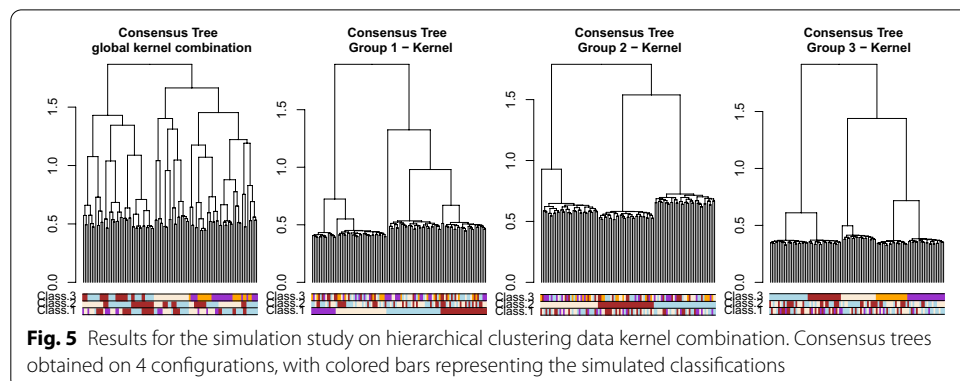 Consensus Tree
global kernel combination
0.0 0.5 1.0 1.5
Class.3
Class.2
Class.1
Consensus Tree
Group 1 − Kernel
0.0 0.5 1.0 1.5
Class.3
Class.2
Class.1
Consensus Tree
Group 2 − Kernel
0.0 0.5 1.0 1.5
Class.3
Class.2
Class.1
Consensus Tree
Group 3 − Kernel
0.0 0.5 1.0 1.5
Class.3
Class.2
Class.1
Fig. 5 Results for the simulation study on hierarchical clustering data kernel combination. Consensus trees
obtained on 4 configurations, with colored bars representing the simulated classifications